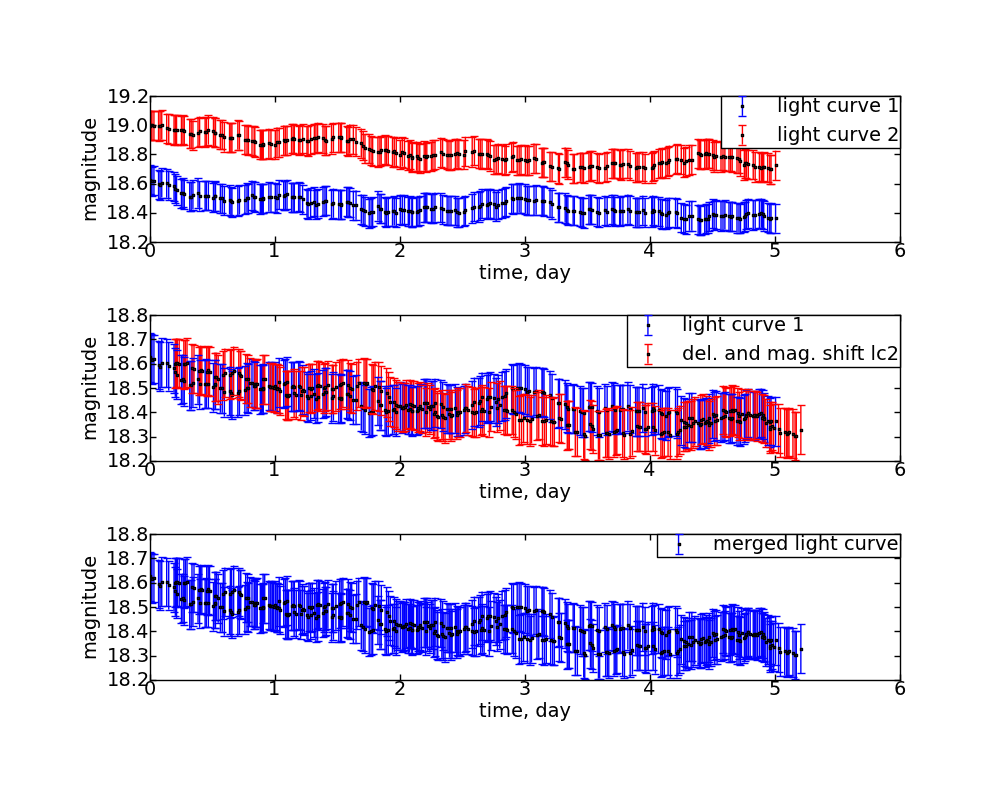 19.2
19.0
18.8
18.6
18.4
18.2
magnitude
light curve 1
light curve 2
0 1 2 3 4 5 6
time, day
18.8
18.7
18.6
18.5
18.4
18.3
18.2
magnitude
light curve 1
del. and mag. shift lc2
0 1 2 3 4 5 6
time, day
18.8
18.7
18.6
18.5
18.4
18.3
18.2
magnitude
merged light curve
0 1 2 3 4 5 6
time, day